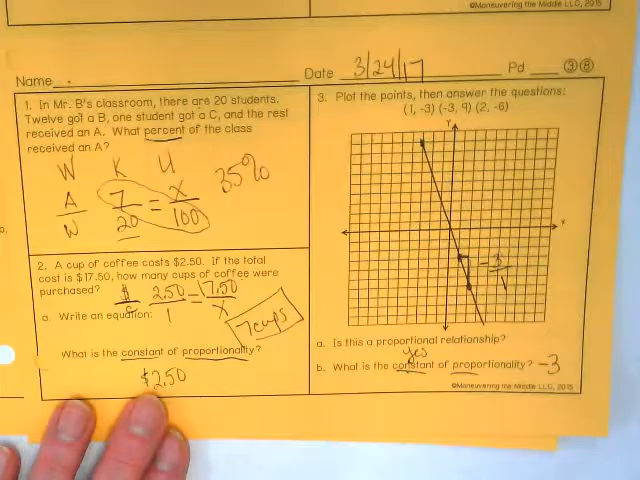 ©Maneuvering the Middle LLC, 2015
Name
Date 3/24/17 Pd ③⑧
1. In Mr. B's classroom, there are 20 students.
Twelve got a B, one student got a C, and the rest
received an A. What percent of the class
received an A?
W K U
A/W 7/20 = x/100 35%
2. A cup of coffee costs $2.50. If the total
cost is $17.50, how many cups of coffee were
purchased?
$/c 2.50/1 = 17.50/x
a. Write an equation:
7 cups
What is the constant of proportionality?
$2.50
3. Plot the points, then answer the questions:
(1, -3) (-3, 9) (2, -6)
Y
X
-3/1
a. Is this a proportional relationship?
yes
b. What is the constant of proportionality? -3
©Maneuvering the Middle LLC, 2015